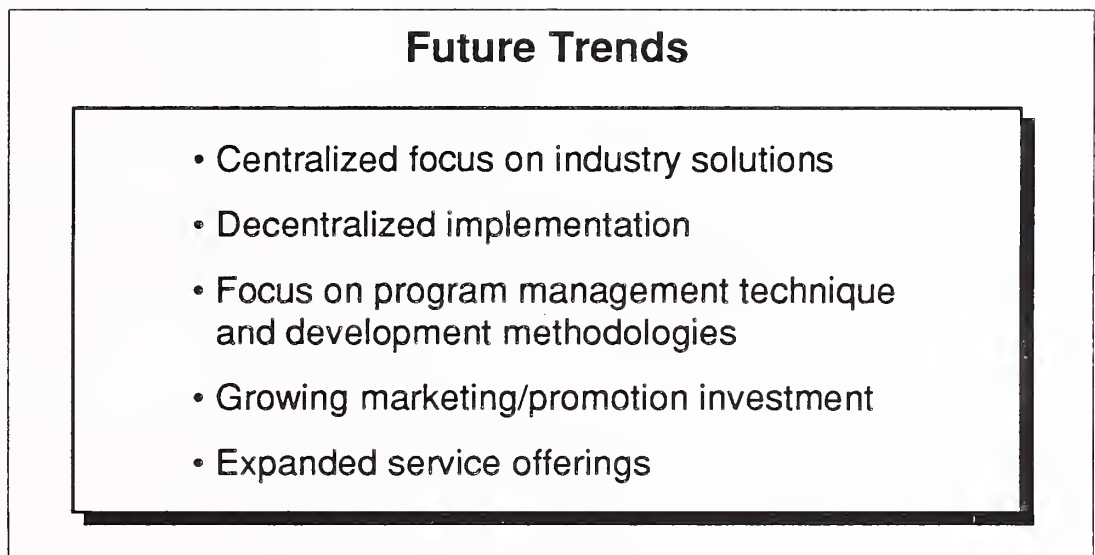 Future Trends
• Centralized focus on industry solutions
• Decentralized implementation
• Focus on program management technique
and development methodologies
• Growing marketing/promotion investment
• Expanded service offerings